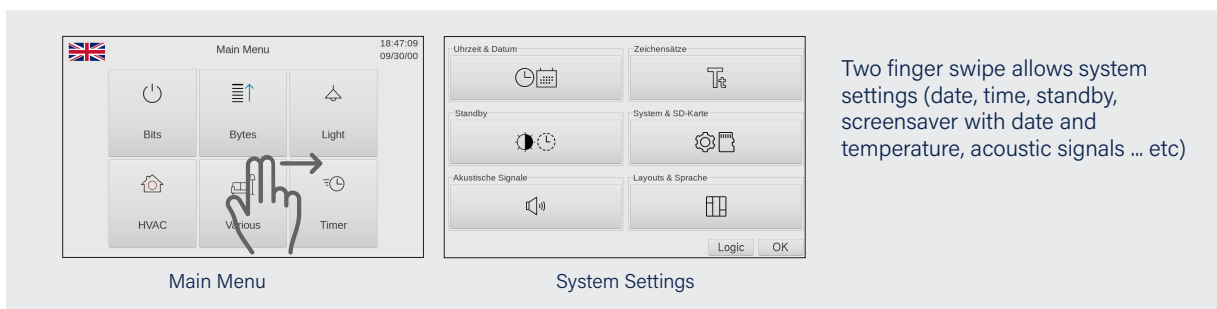 Main Menu
18:47:09
09/30/00
Bits
Bytes
Light
HVAC
Various
Timer
Main Menu
Uhrzeit & Datum
Zeichensätze
Tt
Standby
System & SD-Karte
Akustische Signale
Layouts & Sprache
Logic
OK
System Settings
Two finger swipe allows system
settings (date, time, standby,
screensaver with date and
temperature, acoustic signals ... etc)